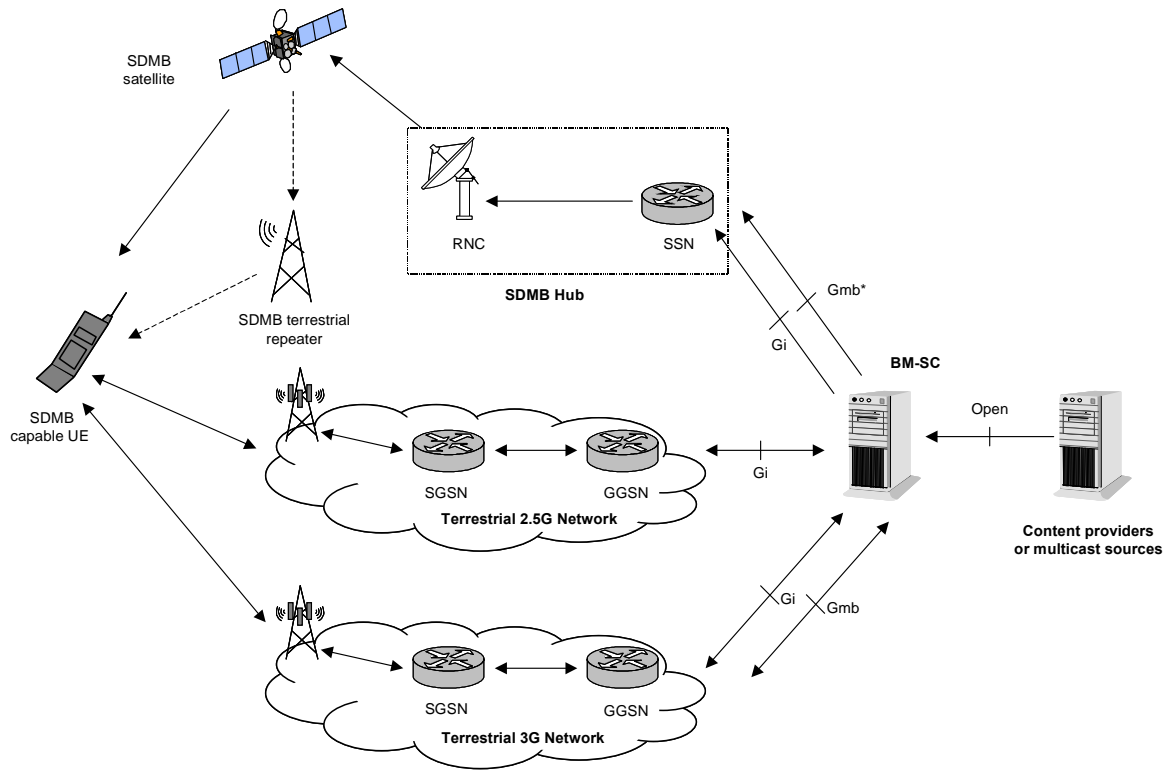 SDMB
satellite
RNC
SSN
SDMB Hub
Gmb*
Gi
SDMB terrestrial
repeater
BM-SC
SDMB
capable UE
Open
Gi
SGSN
GGSN
Terrestrial 2.5G Network
Content providers
or multicast sources
Gi
Gmb
SGSN
GGSN
Terrestrial 3G Network